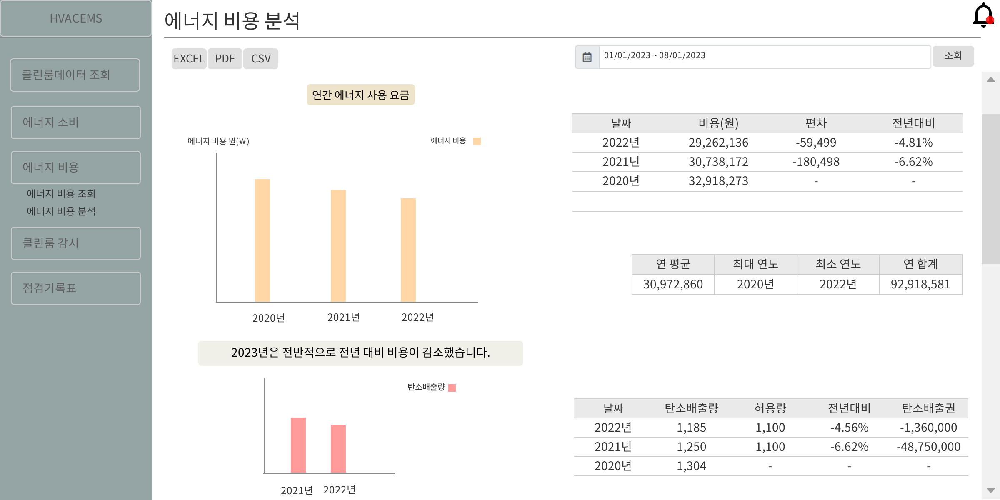 HVACEMS
클린룸데이터 조회
에너지 소비
에너지 비용
에너지 비용 조회
에너지 비용 분석
클린룸 감시
점검기록표
에너지 비용 분석
EXCEL PDF CSV
01/01/2023 ~ 08/01/2023 조회
연간 에너지 사용 요금
에너지 비용 원(₩)
에너지 비용
2020년 2021년 2022년
날짜 비용(원) 편차 전년대비
2022년 29,262,136 -59,499 -4.81%
2021년 30,738,172 -180,498 -6.62%
2020년 32,918,273 - -
연 평균 최대 연도 최소 연도 연 합계
30,972,860 2020년 2022년 92,918,581
2023년은 전반적으로 전년 대비 비용이 감소했습니다.
탄소배출량
2021년 2022년
날짜 탄소배출량 허용량 전년대비 탄소배출권
2022년 1,185 1,100 -4.56% -1,360,000
2021년 1,250 1,100 -6.62% -48,750,000
2020년 1,304 - - -